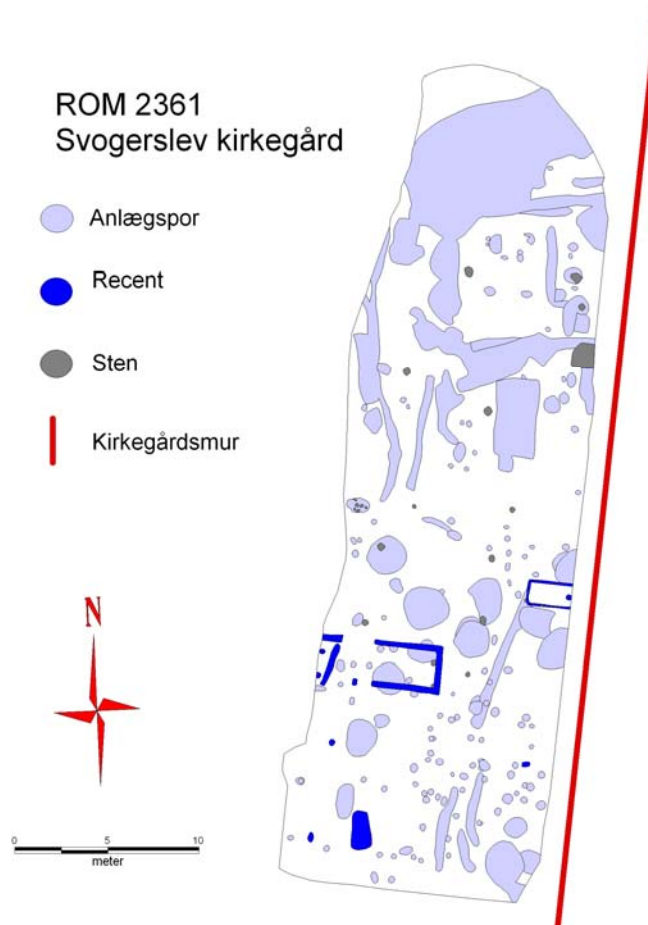 ROM 2361
Svogerslev kirkegård
Anlægspor
Recent
Sten
Kirkegårdsmur
N
0 5 10
meter